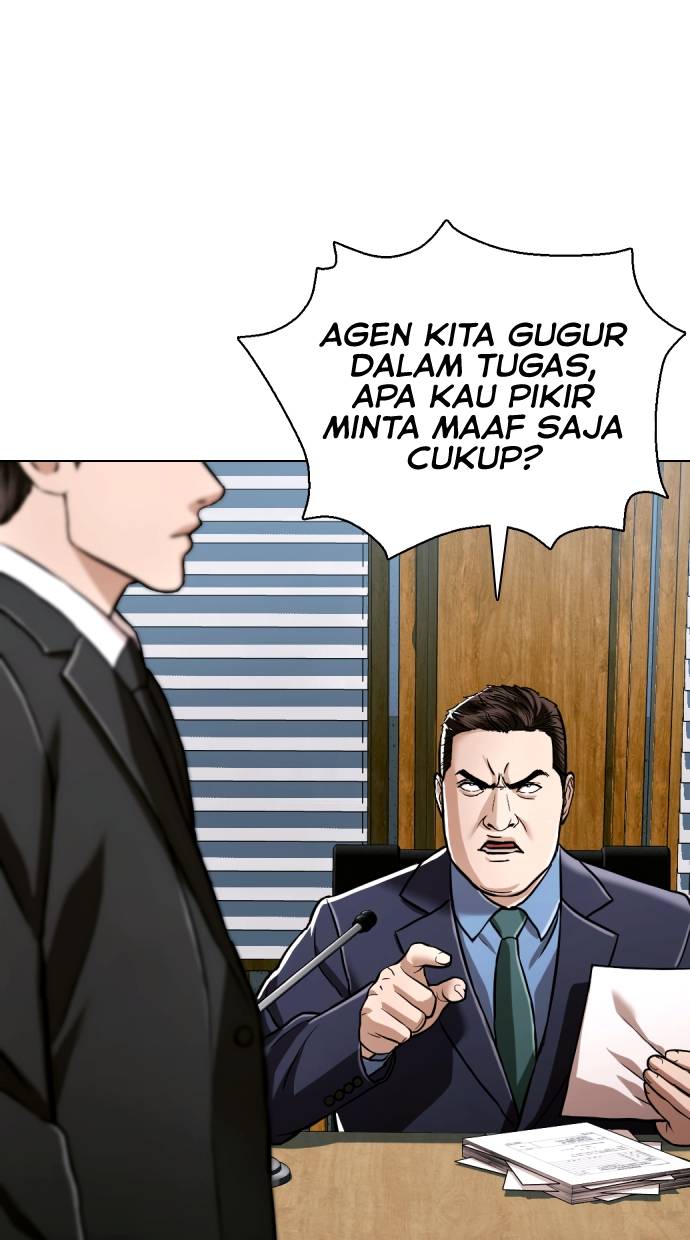 AGEN KITA GUGUR
DALAM TUGAS,
APA KAU PIKIR
MINTA MAAF SAJA
CUKUP?